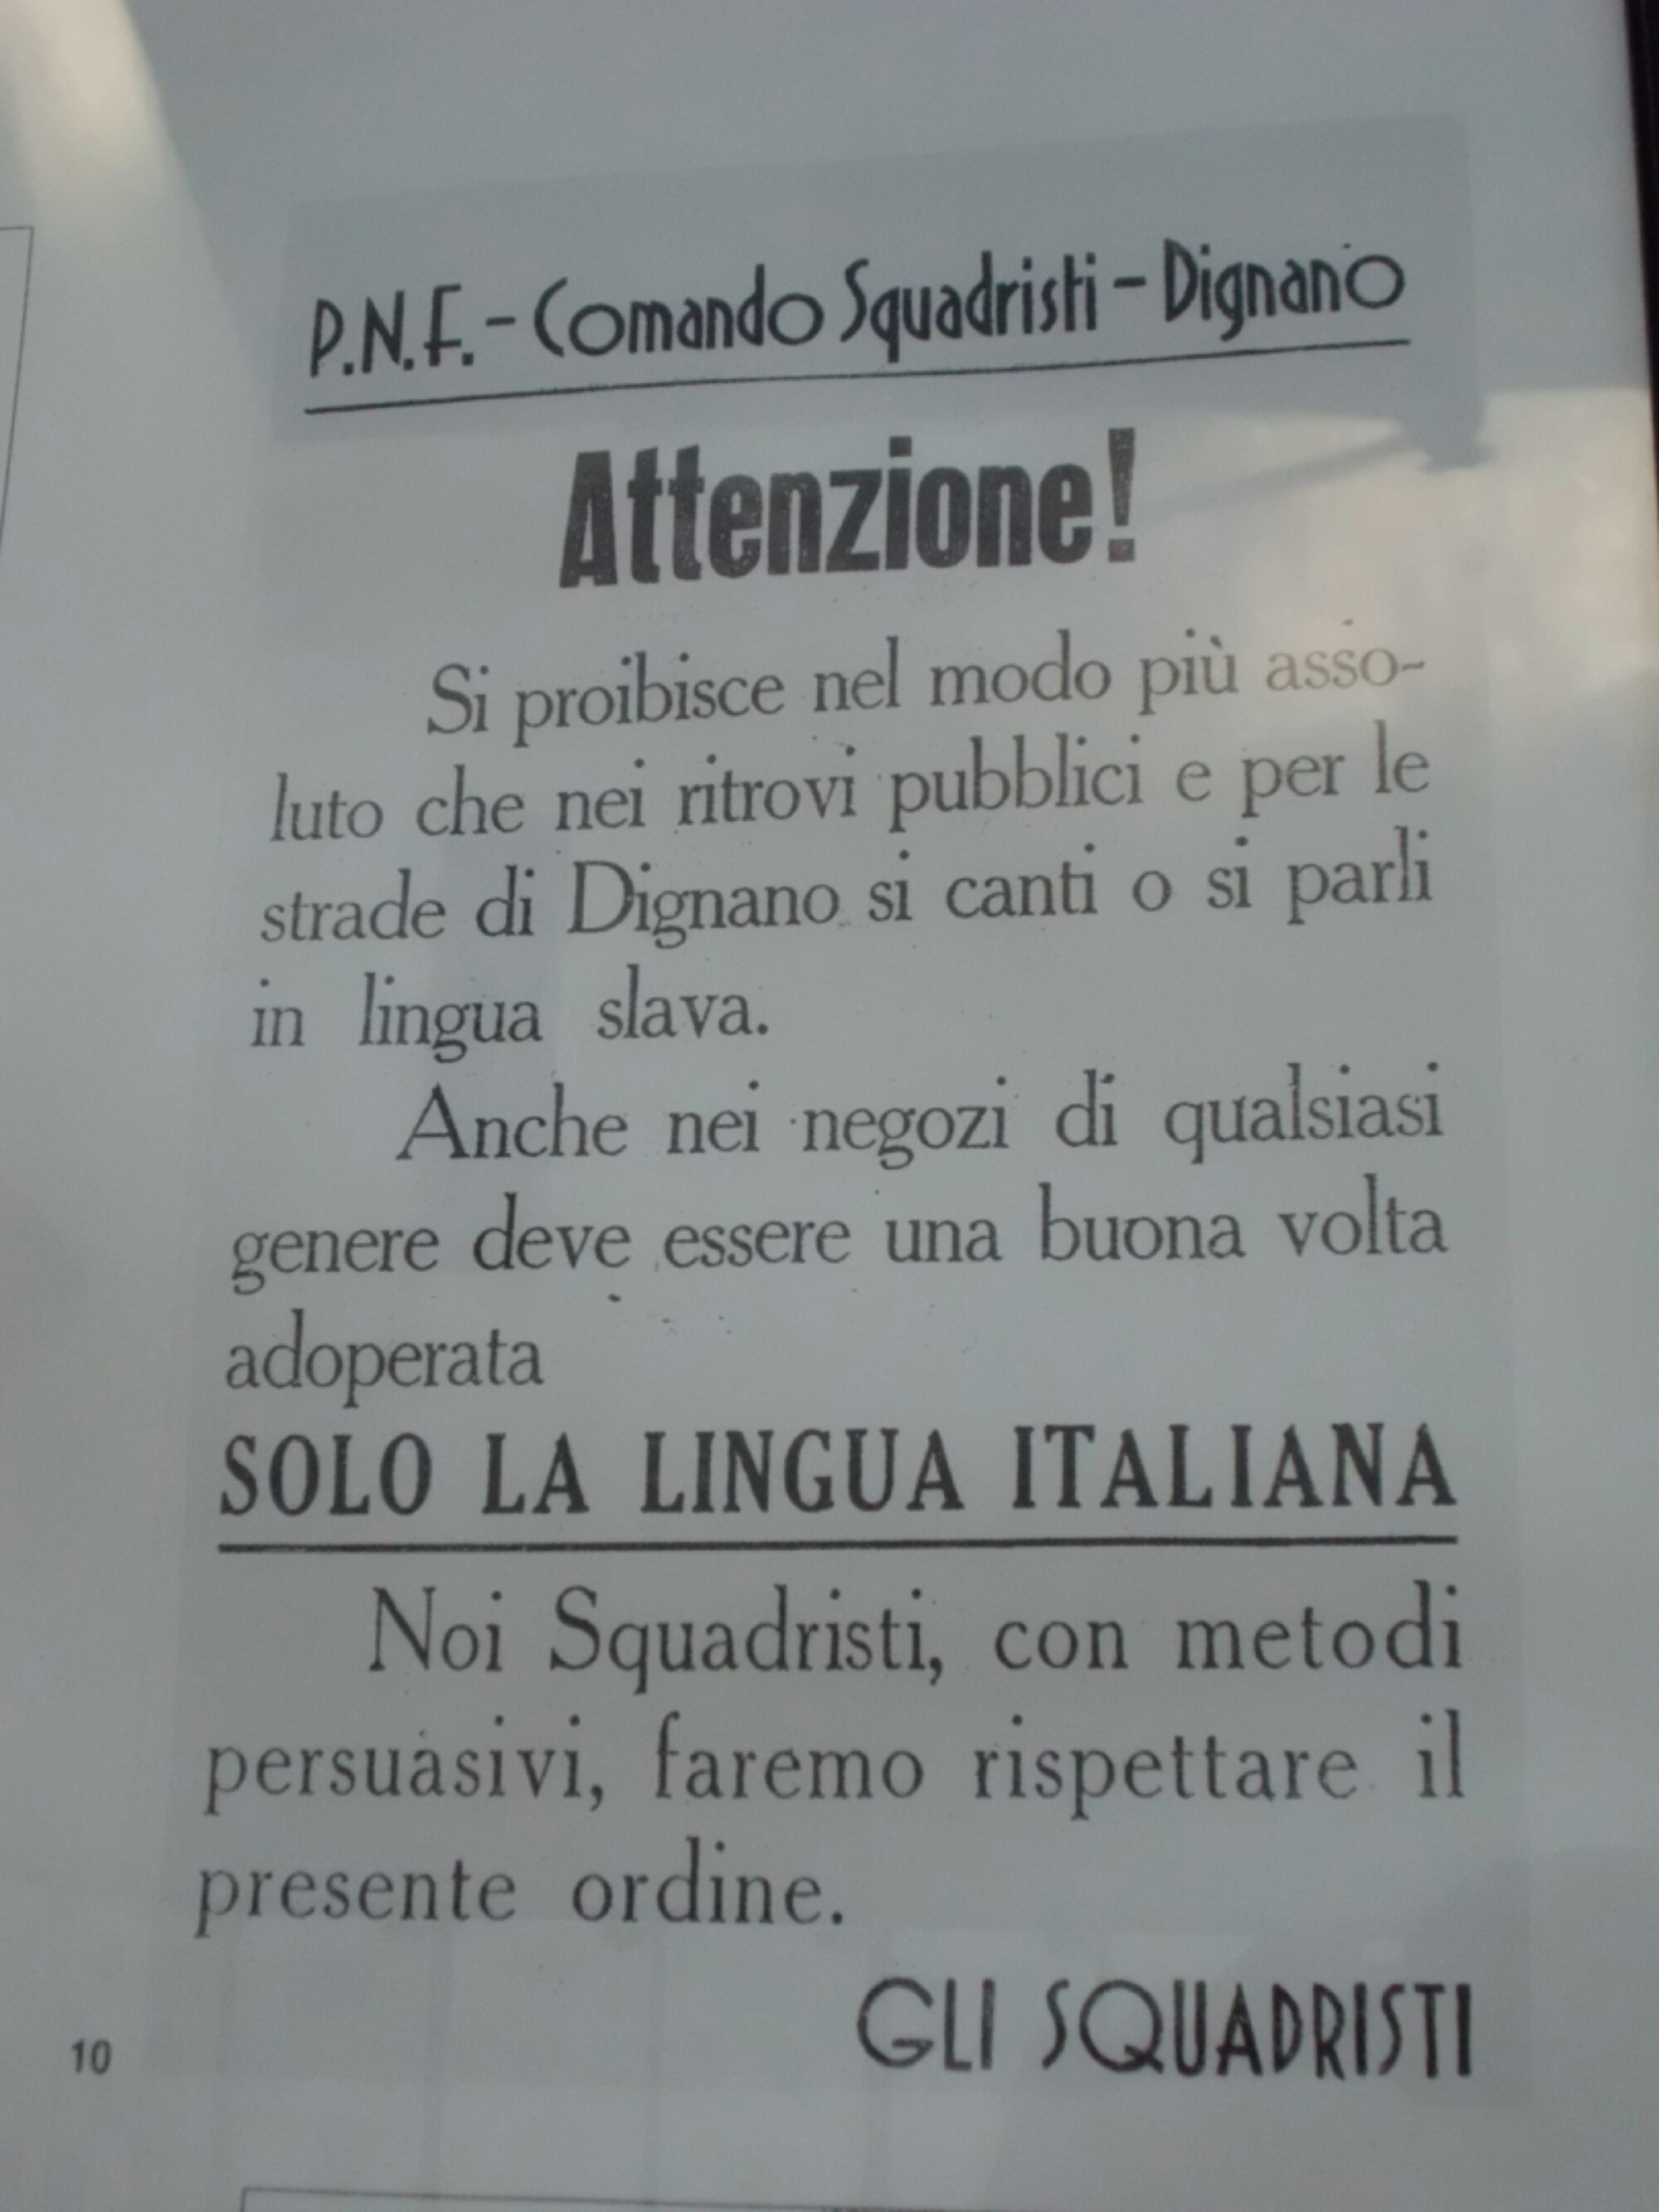 P.N.F. - Comando Squadristi - Dignano
Attenzione!
Si proibisce nel modo più asso-
luto che nei ritrovi pubblici e per le
strade di Dignano si canti o si parli
in lingua slava.
Anche nei negozi di qualsiasi
genere deve essere una buona volta
adoperata
SOLO LA LINGUA ITALIANA
Noi Squadristi, con metodi
persuasivi, faremo rispettare il
presente ordine.
GLI SQUADRISTI
10